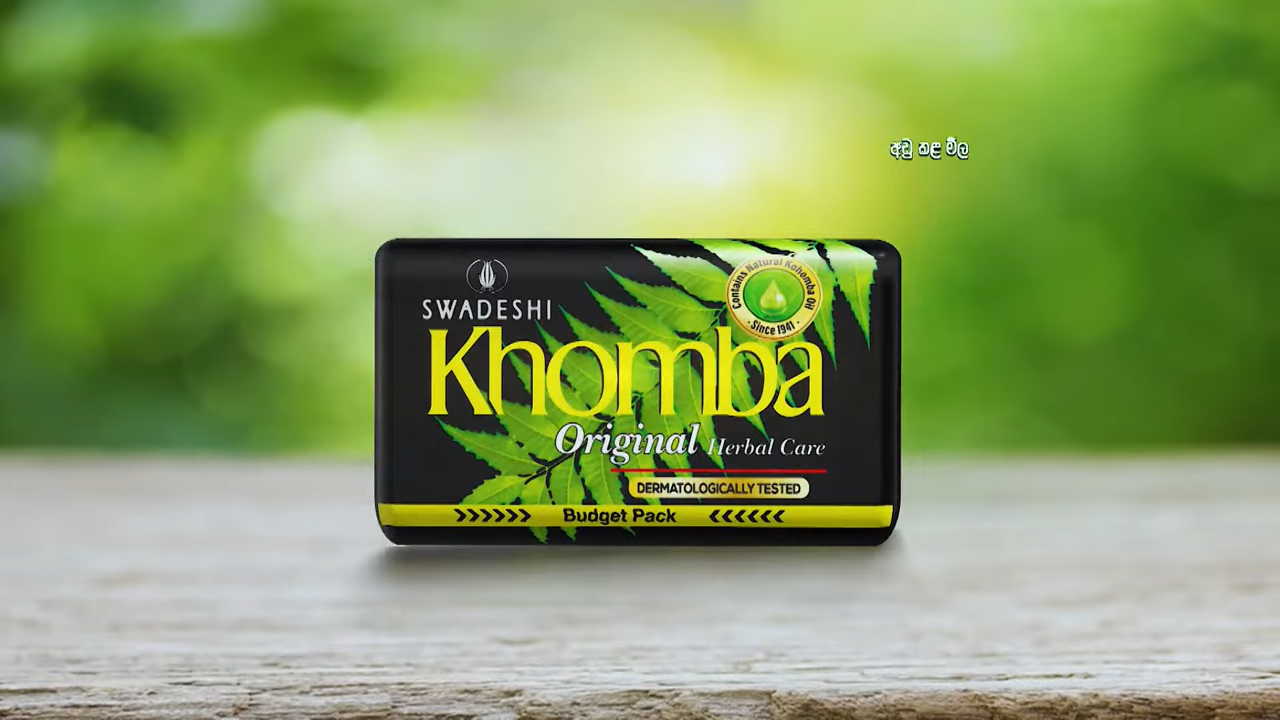 අඩු කළ මිල
SWADESHI
Contains Natural Kohomba Oil
Since 1941
Khomba
Original Herbal Care
DERMATOLOGICALLY TESTED
Budget Pack